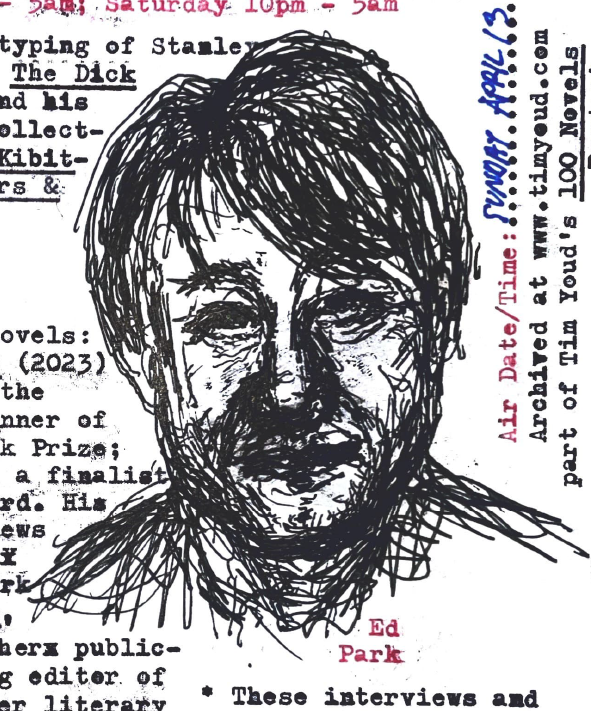 - 5am; Saturday 10pm - 5am
typing of Stanley
The Dick
nd his
ollect-
Kibit-
rs &
ovels:
(2023)
the
nner of
k Prize;
a finalist
rd. His
ews
rk
herx public-
g editor of
er literary
Ed
Park
* These interviews and
Air Date/Time: SUNDAY APRIL 13
Archived at www.timyoud.com
part of Tim Youd's 100 Novels